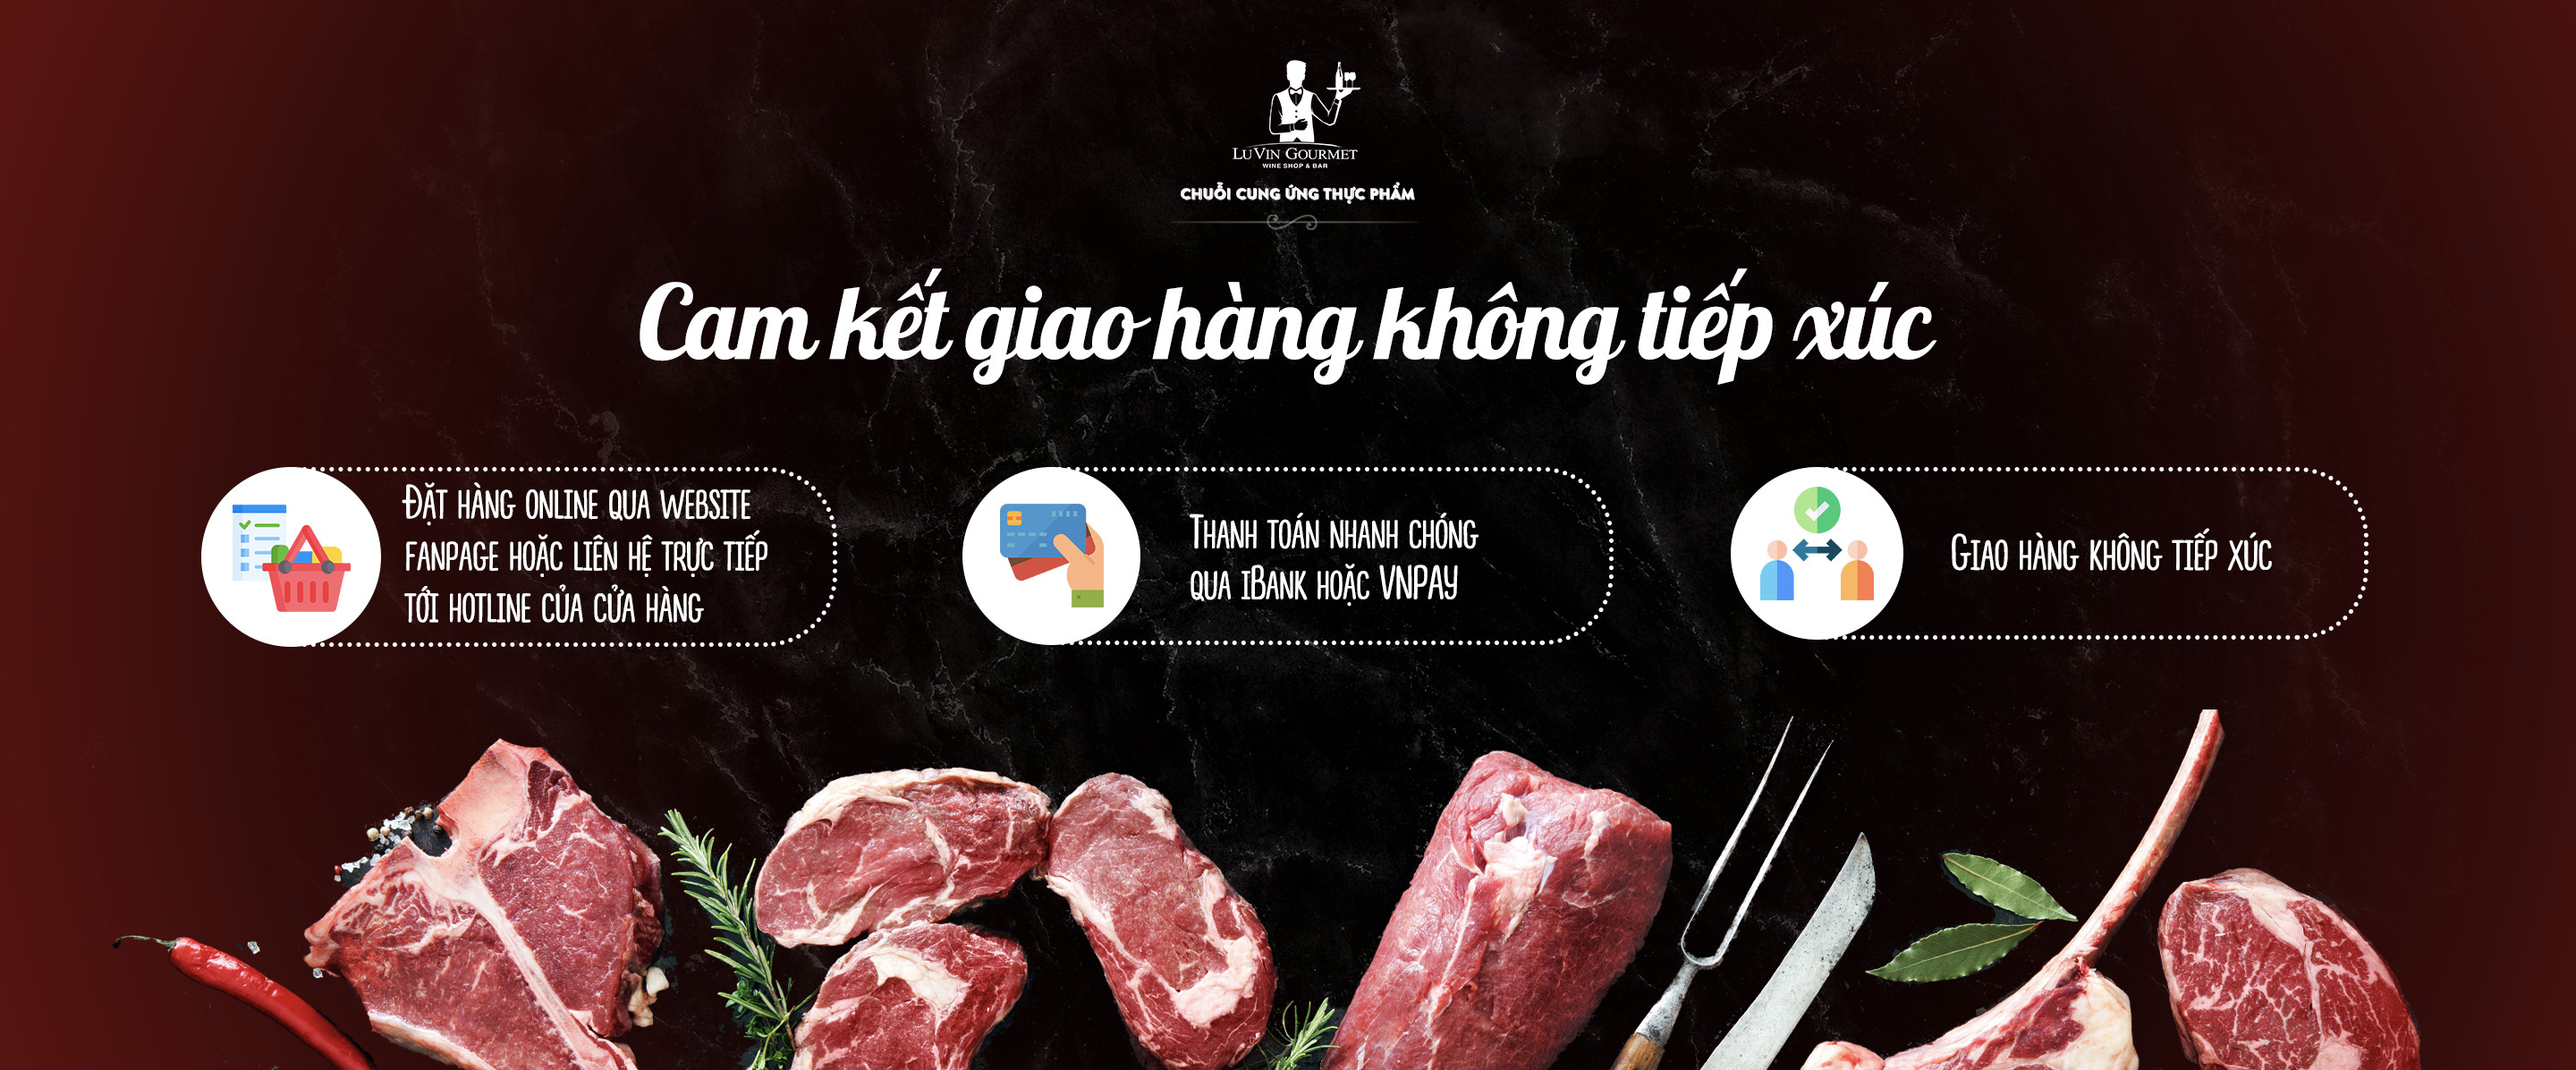 LUVIN GOURMET
WINE SHOP & BAR
CHUỖI CUNG ỨNG THỰC PHẨM
Cam kết giao hàng không tiếp xúc
ĐẶT HÀNG ONLINE QUA WEBSITE
FANPAGE HOẶC LIÊN HỆ TRỰC TIẾP
TỚI HOTLINE CỦA CỬA HÀNG
THANH TOÁN NHANH CHÓNG
QUA IBANK HOẶC VNPAY
GIAO HÀNG KHÔNG TIẾP XÚC